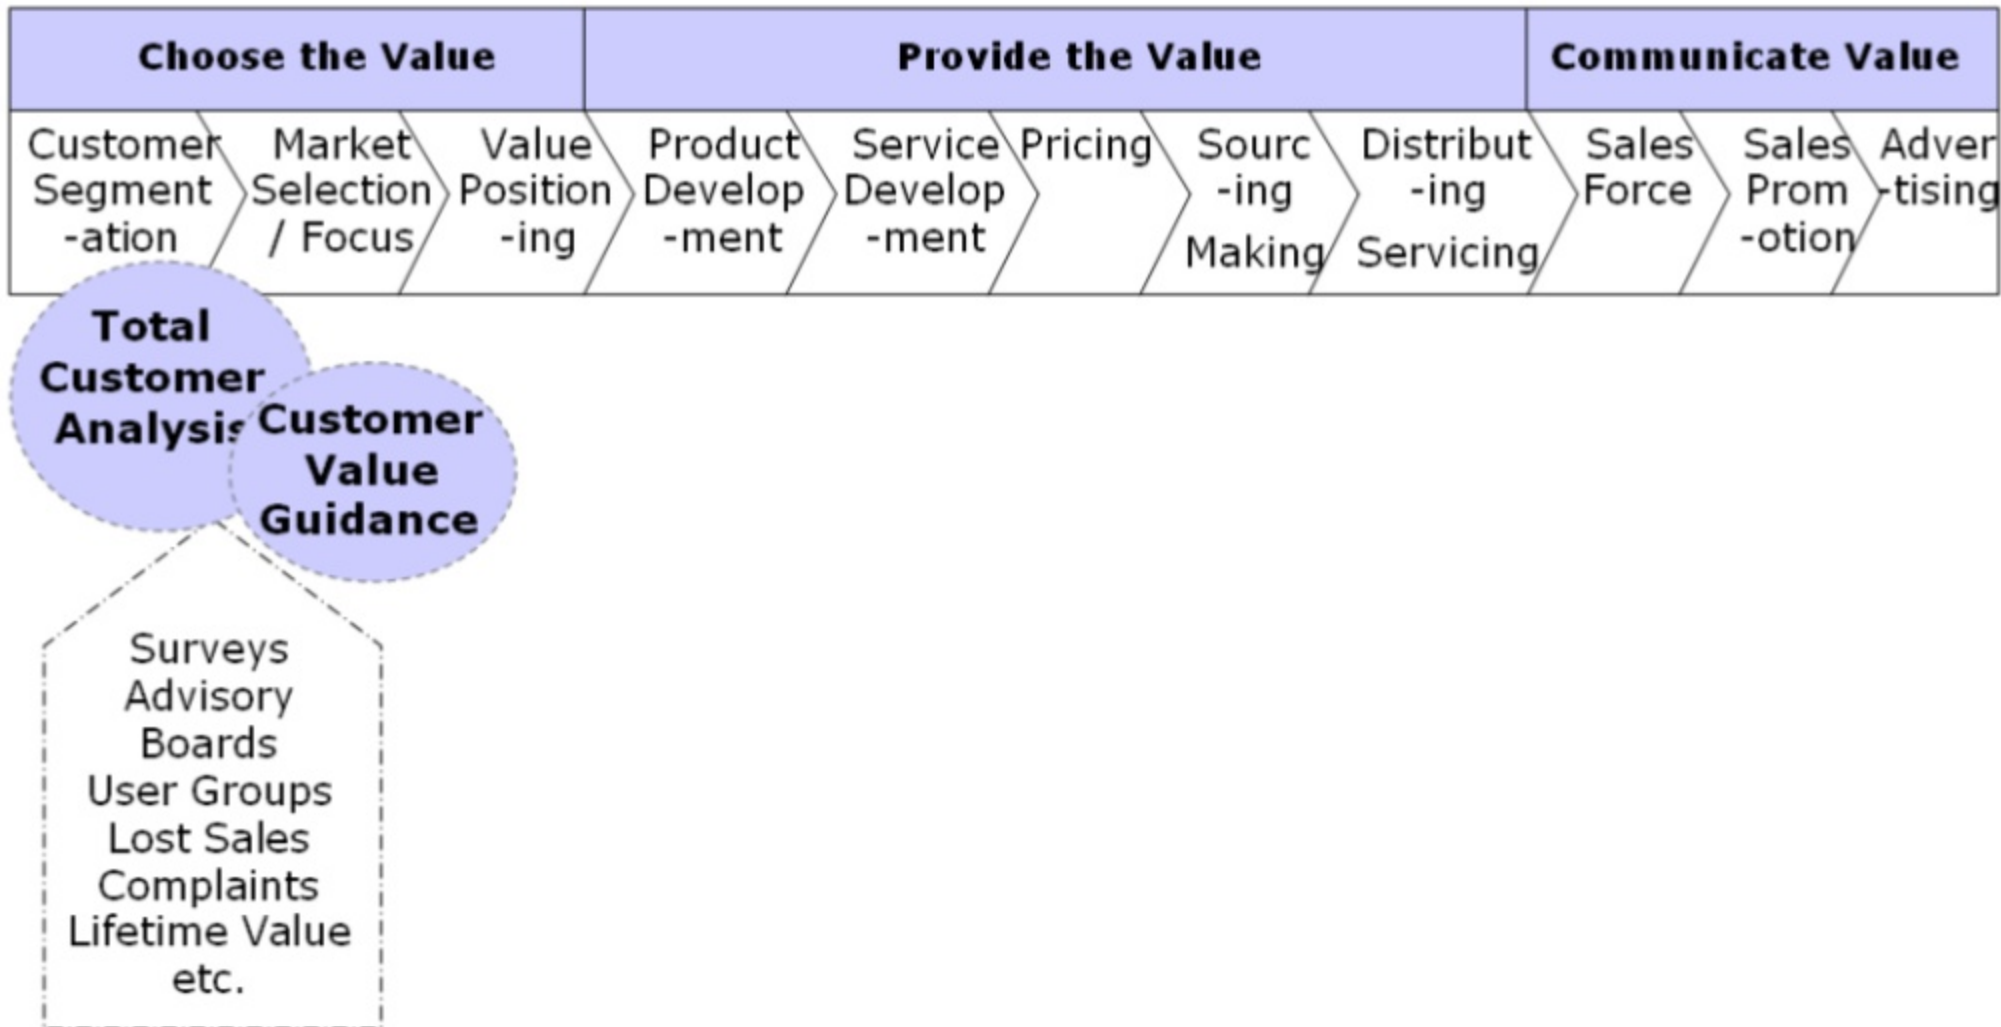 Choose the Value
Provide the Value
Communicate Value
Customer
Segment
-ation
Market
Selection
/ Focus
Value
Position
-ing
Product
Develop
-ment
Service
Develop
-ment
Pricing
Sourc
-ing
Making
Distribut
-ing
Servicing
Sales
Force
Sales
Prom
-otion
Adver
-tising
Total
Customer
Analysis
Customer
Value
Guidance
Surveys
Advisory
Boards
User Groups
Lost Sales
Complaints
Lifetime Value
etc.